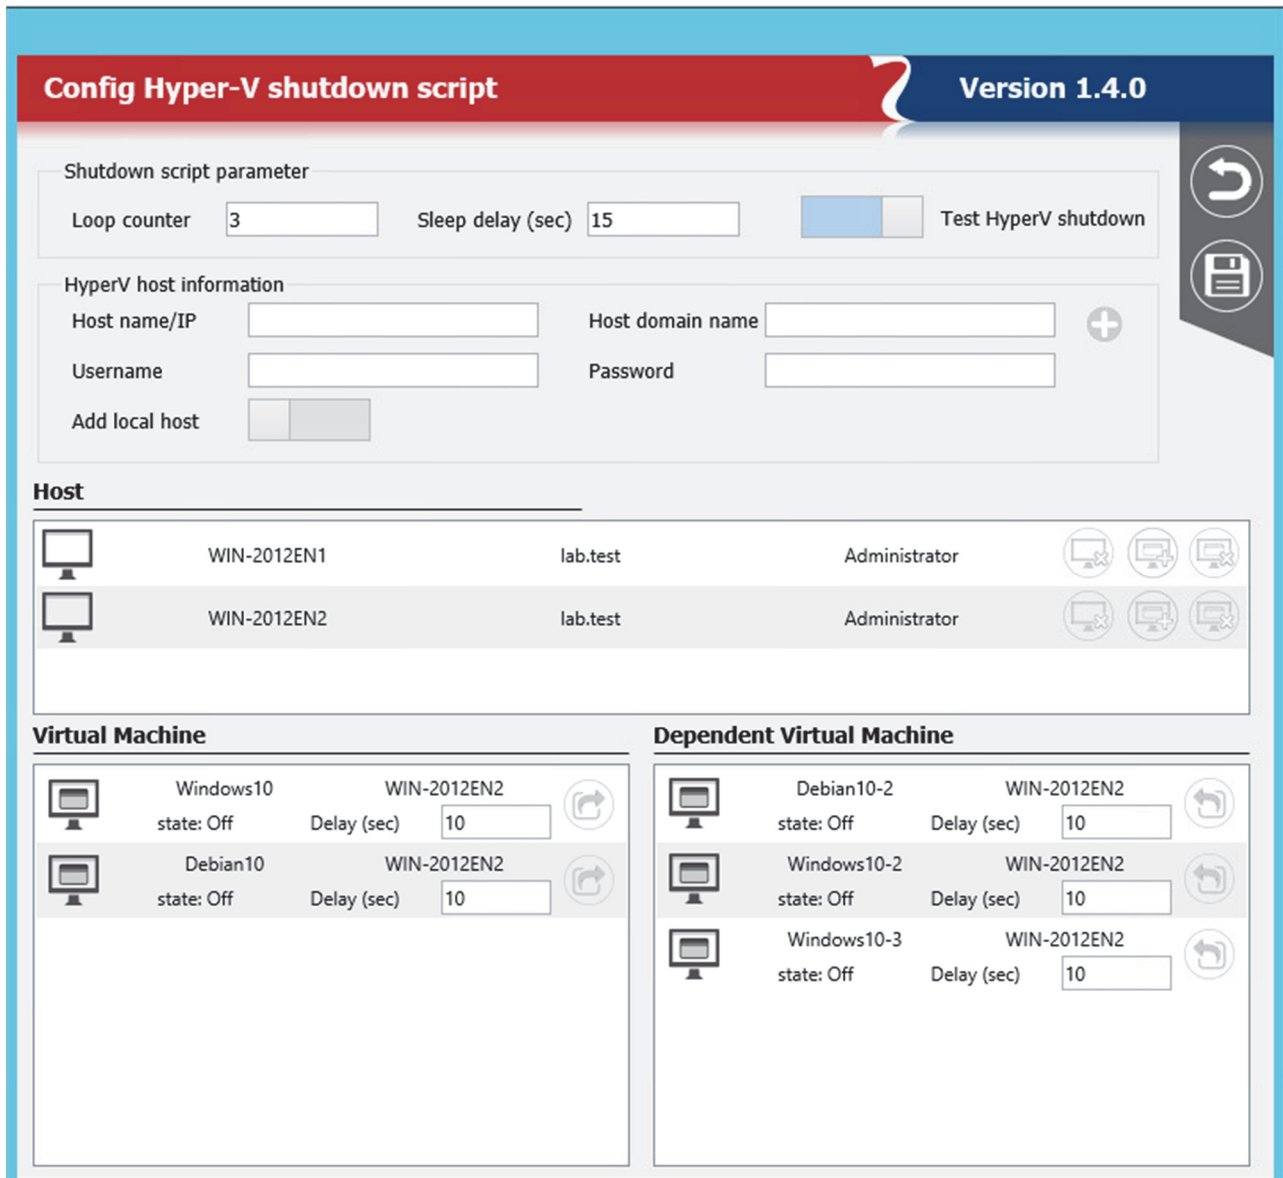 Config Hyper-V shutdown script
Version 1.4.0
Shutdown script parameter
Loop counter 3 Sleep delay (sec) 15 Test HyperV shutdown
HyperV host information
Host name/IP Host domain name
Username Password
Add local host
Host
WIN-2012EN1 lab.test Administrator
WIN-2012EN2 lab.test Administrator
Virtual Machine
Windows10 WIN-2012EN2
state: Off Delay (sec) 10
Debian10 WIN-2012EN2
state: Off Delay (sec) 10
Dependent Virtual Machine
Debian10-2 WIN-2012EN2
state: Off Delay (sec) 10
Windows10-2 WIN-2012EN2
state: Off Delay (sec) 10
Windows10-3 WIN-2012EN2
state: Off Delay (sec) 10